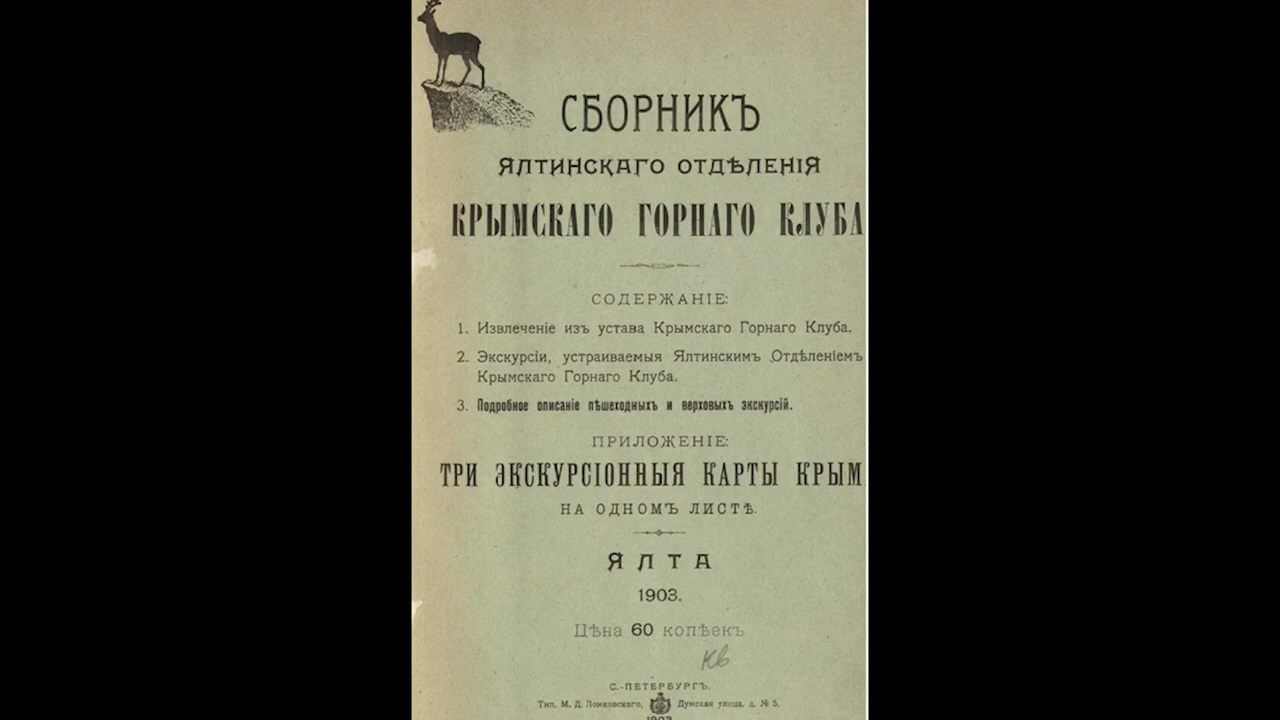 СБОРНИКЪ
ЯЛТИНСКАГО ОТДѢЛЕНІЯ
КРЫМСКАГО ГОРНАГО КЛУБА
СОДЕРЖАНІЕ:
1. Извлеченіе изъ устава Крымскаго Горнаго Клуба.
2. Экскурсіи, устраиваемыя Ялтинскимъ Отдѣленіемъ
Крымскаго Горнаго Клуба.
3. Подробное описаніе пѣшеходныхъ и верховыхъ экскурсій.
ПРИЛОЖЕНІЕ:
ТРИ ЭКСКУРСІОННЫЯ КАРТЫ КРЫМ
НА ОДНОМЪ ЛИСТѢ.
ЯЛТА
1903.
Цѣна 60 копѣекъ
С.-ПЕТЕРБУРГЪ.
Тип. М. Д. Ломковскаго, Думская улица, д. № 5.
1903